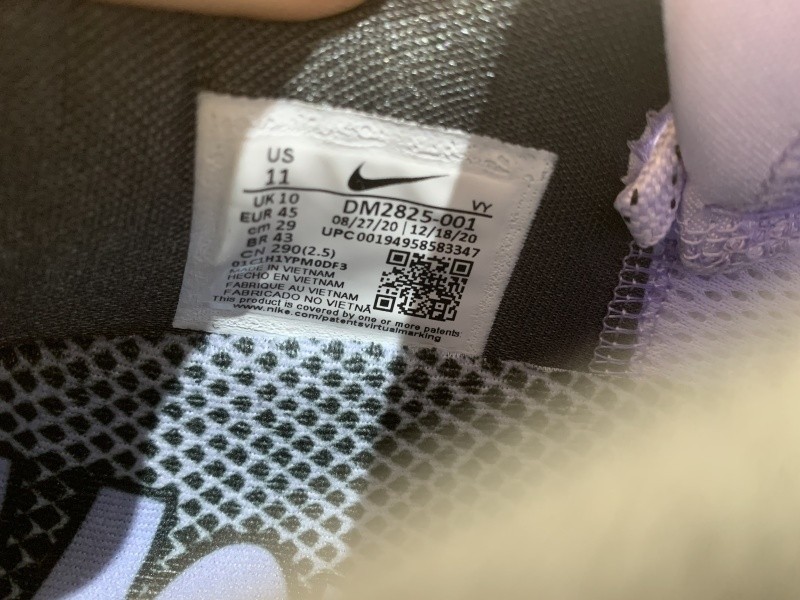 US
11
UK 10
EUR 45
cm 29
BR 43
CN 290(2.5)
VY
DM2825-001
08/27/20 | 12/18/20
UPC 00194958583347
01C1H1YPM0DF3
MADE IN VIETNAM
HECHO EN VIETNAM
FABRIQUE AU VIETNAM
FABRICADO NO VIETNÃ
This product is covered by one or more patents
www.nike.com/patentsvirtualmarking